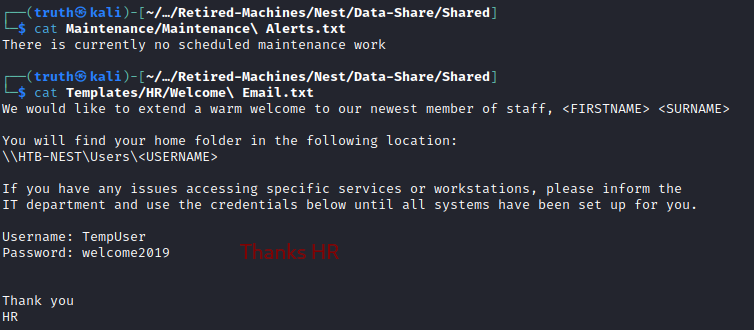 ┌──(truth㉿kali)-[~/…/Retired-Machines/Nest/Data-Share/Shared]
└─$ cat Maintenance/Maintenance\ Alerts.txt
There is currently no scheduled maintenance work
┌──(truth㉿kali)-[~/…/Retired-Machines/Nest/Data-Share/Shared]
└─$ cat Templates/HR/Welcome\ Email.txt
We would like to extend a warm welcome to our newest member of staff, <FIRSTNAME> <SURNAME>
You will find your home folder in the following location:
\\HTB-NEST\Users\<USERNAME>
If you have any issues accessing specific services or workstations, please inform the
IT department and use the credentials below until all systems have been set up for you.
Username: TempUser
Password: welcome2019
Thanks HR
Thank you
HR